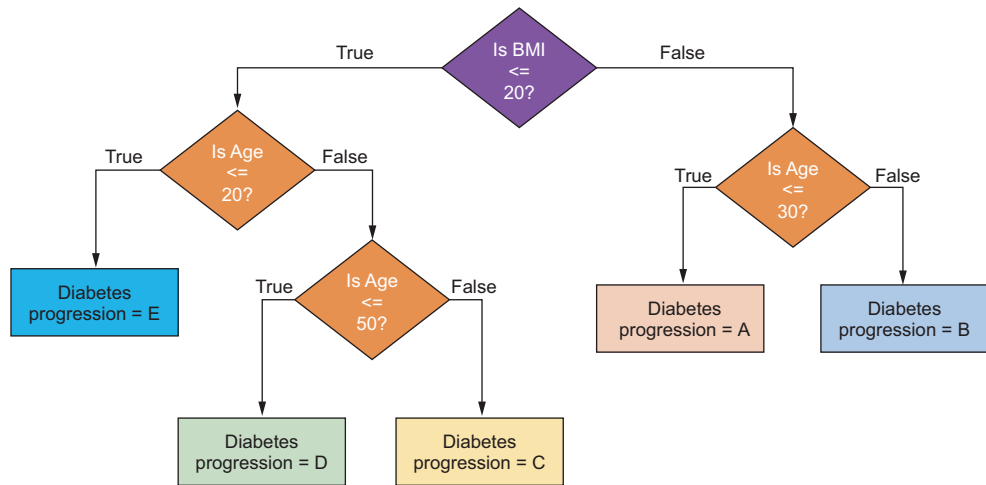 Is BMI
<=
20?
True
False
Is Age
<=
20?
True
False
Is Age
<=
30?
True
False
Diabetes
progression = E
Is Age
<=
50?
True
False
Diabetes
progression = A
Diabetes
progression = B
Diabetes
progression = D
Diabetes
progression = C